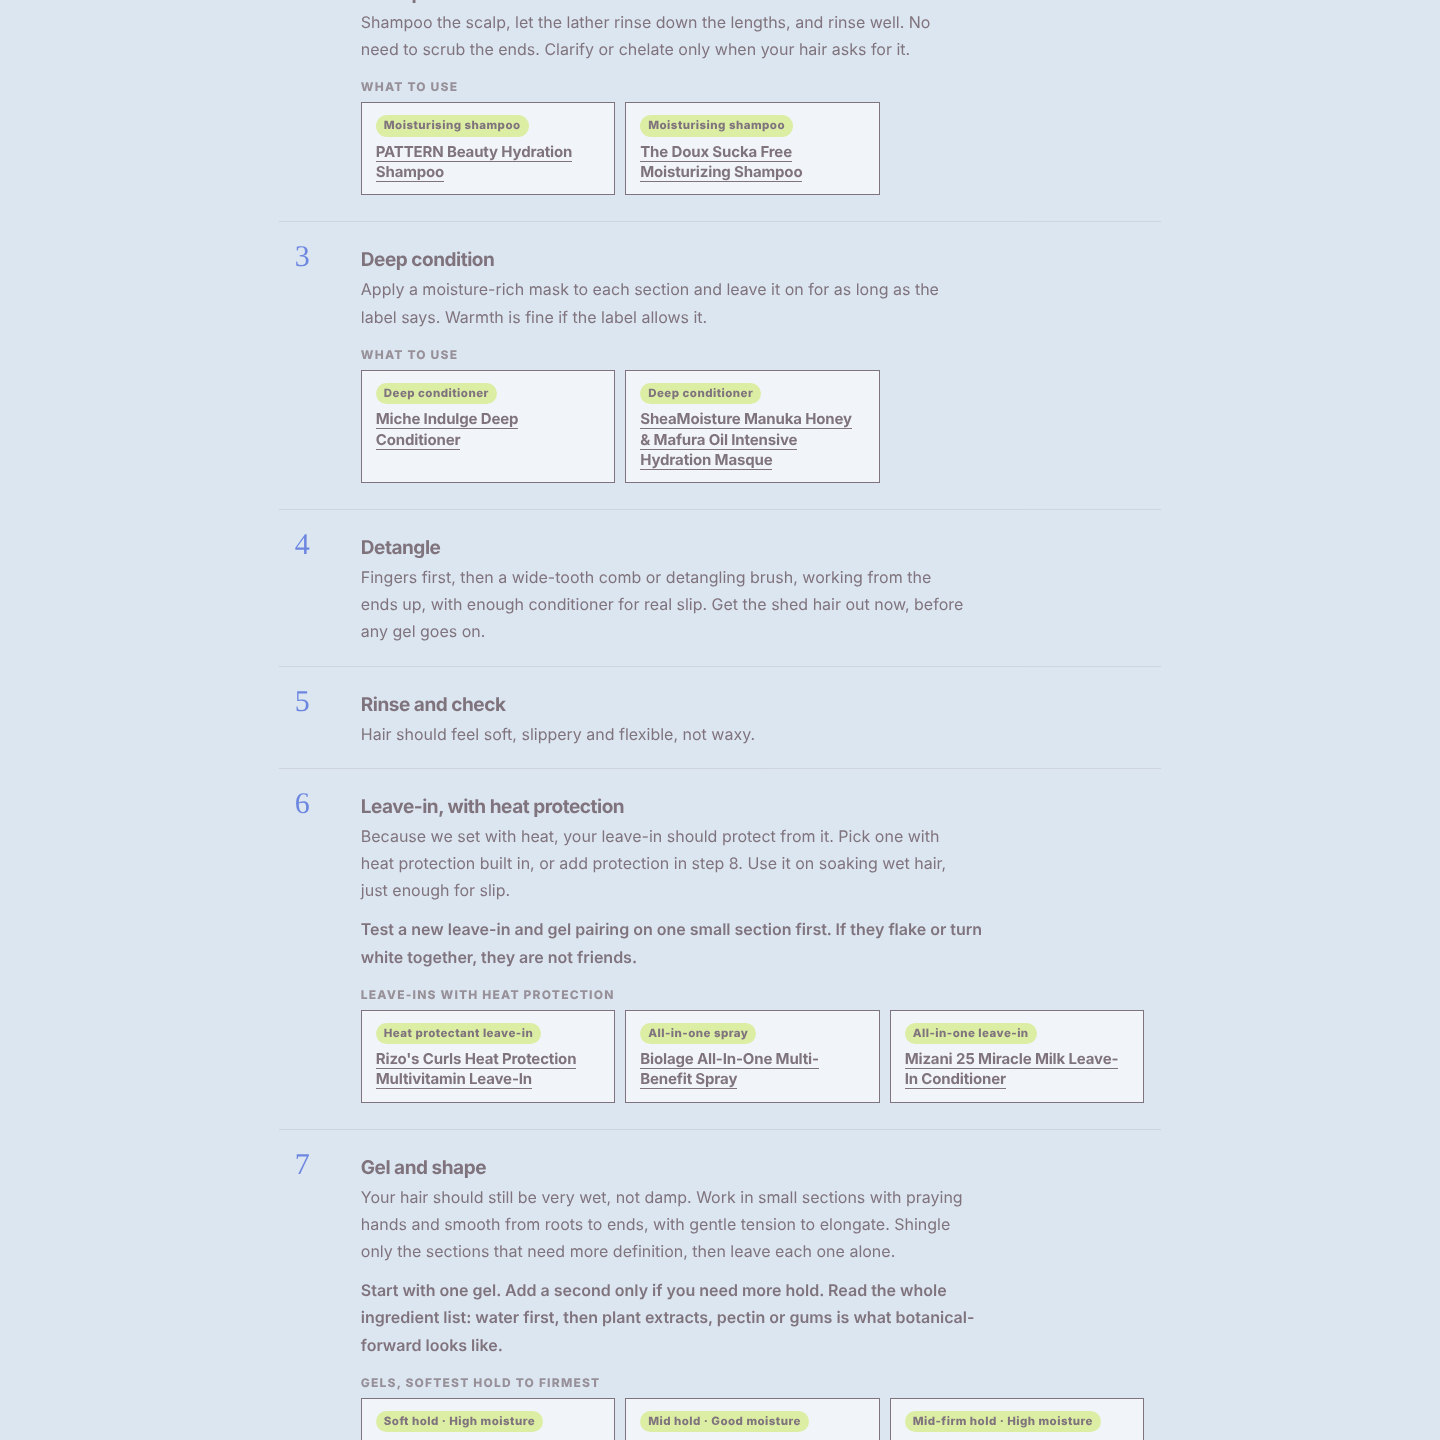 Shampoo the scalp, let the lather rinse down the lengths, and rinse well. No
need to scrub the ends. Clarify or chelate only when your hair asks for it.
WHAT TO USE
Moisturising shampoo
PATTERN Beauty Hydration
Shampoo
Moisturising shampoo
The Doux Sucka Free
Moisturizing Shampoo
3
Deep condition
Apply a moisture-rich mask to each section and leave it on for as long as the
label says. Warmth is fine if the label allows it.
WHAT TO USE
Deep conditioner
Miche Indulge Deep
Conditioner
Deep conditioner
SheaMoisture Manuka Honey
& Mafura Oil Intensive
Hydration Masque
4
Detangle
Fingers first, then a wide-tooth comb or detangling brush, working from the
ends up, with enough conditioner for real slip. Get the shed hair out now, before
any gel goes on.
5
Rinse and check
Hair should feel soft, slippery and flexible, not waxy.
6
Leave-in, with heat protection
Because we set with heat, your leave-in should protect from it. Pick one with
heat protection built in, or add protection in step 8. Use it on soaking wet hair,
just enough for slip.
Test a new leave-in and gel pairing on one small section first. If they flake or turn
white together, they are not friends.
LEAVE-INS WITH HEAT PROTECTION
Heat protectant leave-in
Rizo's Curls Heat Protection
Multivitamin Leave-In
All-in-one spray
Biolage All-In-One Multi-
Benefit Spray
All-in-one leave-in
Mizani 25 Miracle Milk Leave-
In Conditioner
7
Gel and shape
Your hair should still be very wet, not damp. Work in small sections with praying
hands and smooth from roots to ends, with gentle tension to elongate. Shingle
only the sections that need more definition, then leave each one alone.
Start with one gel. Add a second only if you need more hold. Read the whole
ingredient list: water first, then plant extracts, pectin or gums is what botanical-
forward looks like.
GELS, SOFTEST HOLD TO FIRMEST
Soft hold · High moisture
Mid hold · Good moisture
Mid-firm hold · High moisture